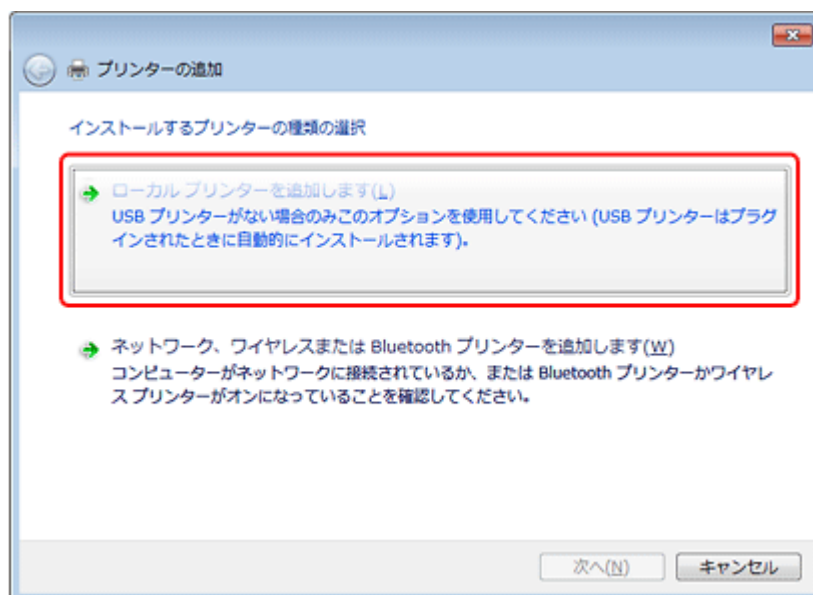 プリンターの追加
インストールするプリンターの種類の選択
ローカル プリンターを追加します(L)
USB プリンターがない場合のみこのオプションを使用してください (USB プリンターはプラグ
インされたときに自動的にインストールされます)。
ネットワーク、ワイヤレスまたは Bluetooth プリンターを追加します(W)
コンピューターがネットワークに接続されているか、または Bluetooth プリンターかワイヤレ
ス プリンターがオンになっていることを確認してください。
次へ(N)
キャンセル